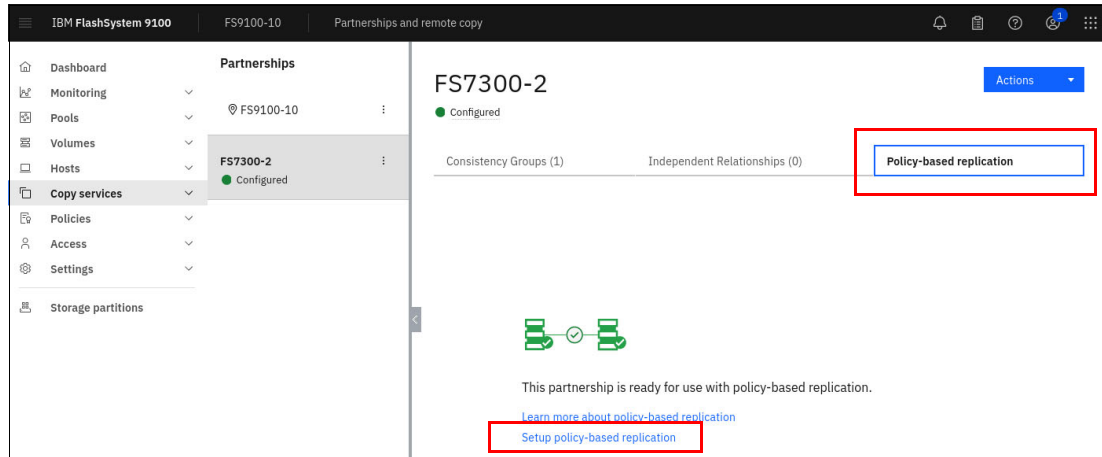 IBM FlashSystem 9100
FS9100-10
Partnerships and remote copy
1
Dashboard
Monitoring
Pools
Volumes
Hosts
Copy services
Policies
Access
Settings
Storage partitions
Partnerships
FS9100-10
FS7300-2
Configured
FS7300-2
Configured
Actions
Consistency Groups (1)
Independent Relationships (0)
Policy-based replication
This partnership is ready for use with policy-based replication.
Learn more about policy-based replication
Setup policy-based replication